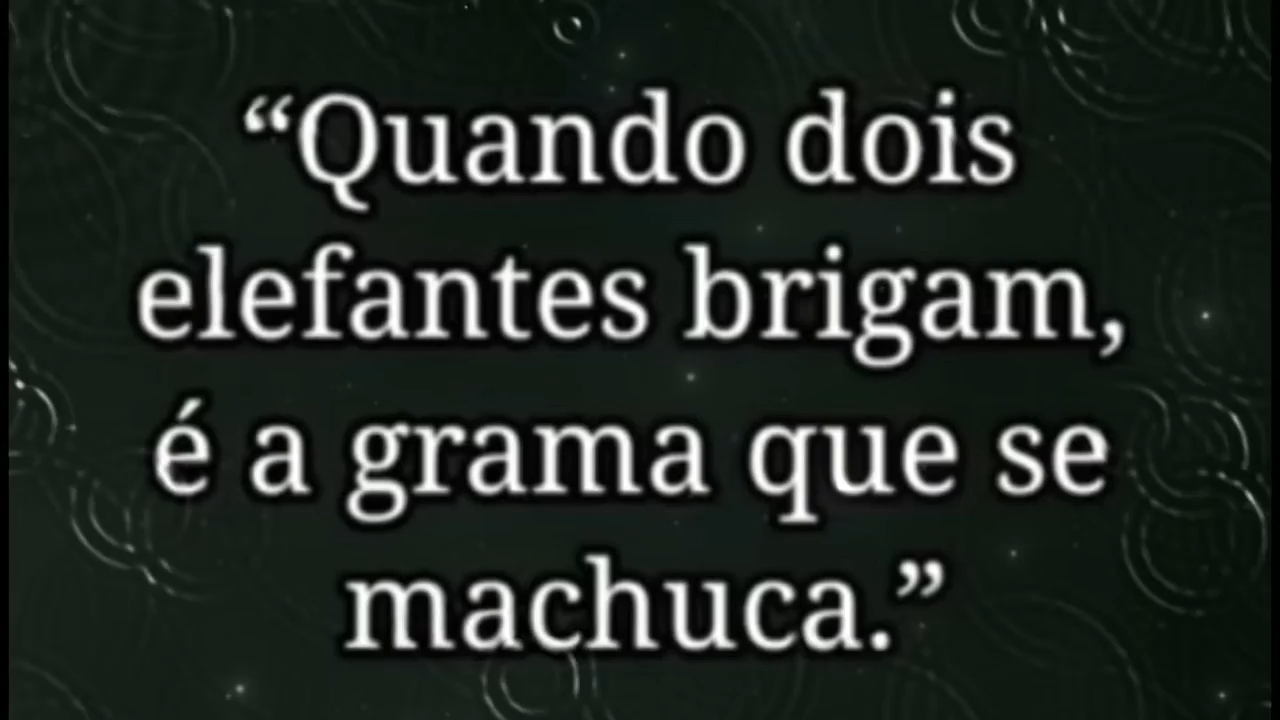 “Quando dois
elefantes brigam,
é a grama que se
machuca.”